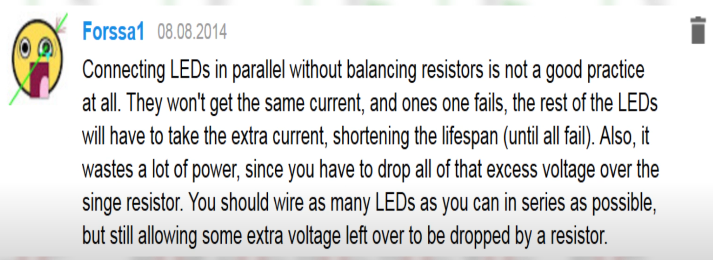 Forssa1 08.08.2014
Connecting LEDs in parallel without balancing resistors is not a good practice
at all. They won't get the same current, and ones one fails, the rest of the LEDs
will have to take the extra current, shortening the lifespan (until all fail). Also, it
wastes a lot of power, since you have to drop all of that excess voltage over the
singe resistor. You should wire as many LEDs as you can in series as possible,
but still allowing some extra voltage left over to be dropped by a resistor.